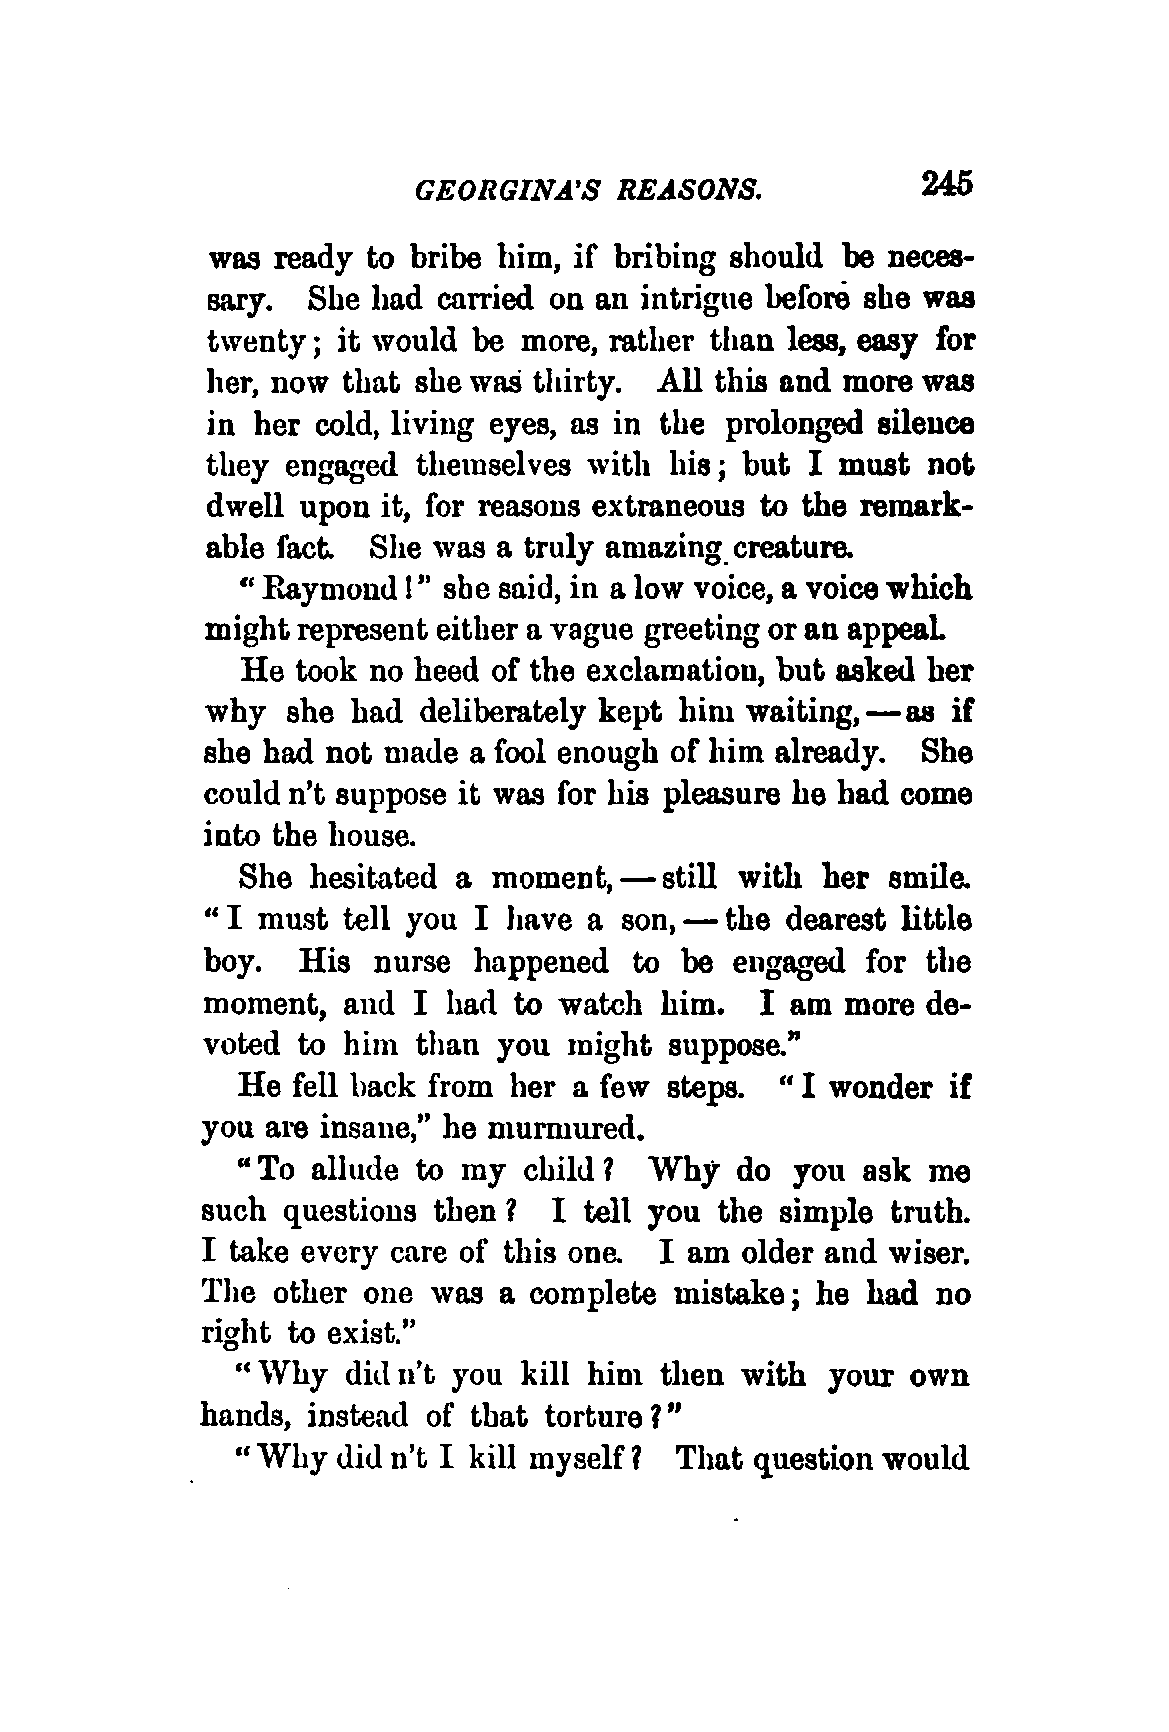 GEORGINA'S REASONS. 245
was ready to bribe him, if bribing should be neces-
sary. She had carried on an intrigue before she was
twenty; it would be more, rather than less, easy for
her, now that she was thirty. All this and more was
in her cold, living eyes, as in the prolonged silence
they engaged themselves with his; but I must not
dwell upon it, for reasons extraneous to the remark-
able fact. She was a truly amazing creature.
"Raymond!" she said, in a low voice, a voice which
might represent either a vague greeting or an appeal.
He took no heed of the exclamation, but asked her
why she had deliberately kept him waiting,—as if
she had not made a fool enough of him already. She
could n't suppose it was for his pleasure he had come
into the house.
She hesitated a moment,—still with her smile.
"I must tell you I have a son,—the dearest little
boy. His nurse happened to be engaged for the
moment, and I had to watch him. I am more de-
voted to him than you might suppose."
He fell back from her a few steps. "I wonder if
you are insane," he murmured.
"To allude to my child? Why do you ask me
such questions then? I tell you the simple truth.
I take every care of this one. I am older and wiser.
The other one was a complete mistake; he had no
right to exist."
"Why did n't you kill him then with your own
hands, instead of that torture?"
"Why did n't I kill myself? That question would